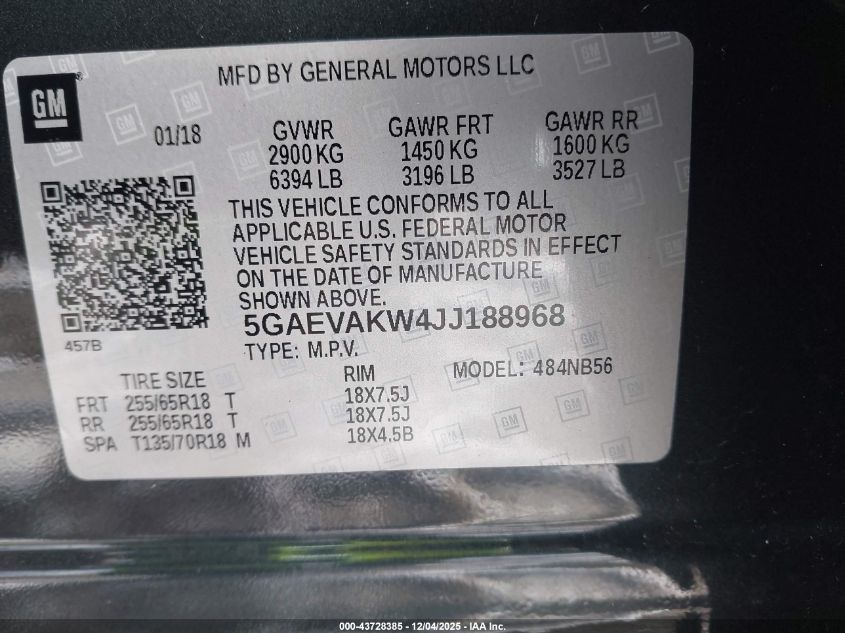 MFD BY GENERAL MOTORS LLC
GM
01/18
GVWR GAWR FRT GAWR RR
2900 KG 1450 KG 1600 KG
6394 LB 3196 LB 3527 LB
THIS VEHICLE CONFORMS TO ALL
APPLICABLE U.S. FEDERAL MOTOR
VEHICLE SAFETY STANDARDS IN EFFECT
ON THE DATE OF MANUFACTURE
SHOWN ABOVE.
5GAEVAKW4JJ188968
457B
TYPE: M.P.V.
MODEL: 484NB56
TIRE SIZE RIM
FRT 255/65R18 T 18X7.5J
RR 255/65R18 T 18X7.5J
SPA T135/70R18 M 18X4.5B
000-43728385 - 12/04/2025 - IAA Inc.